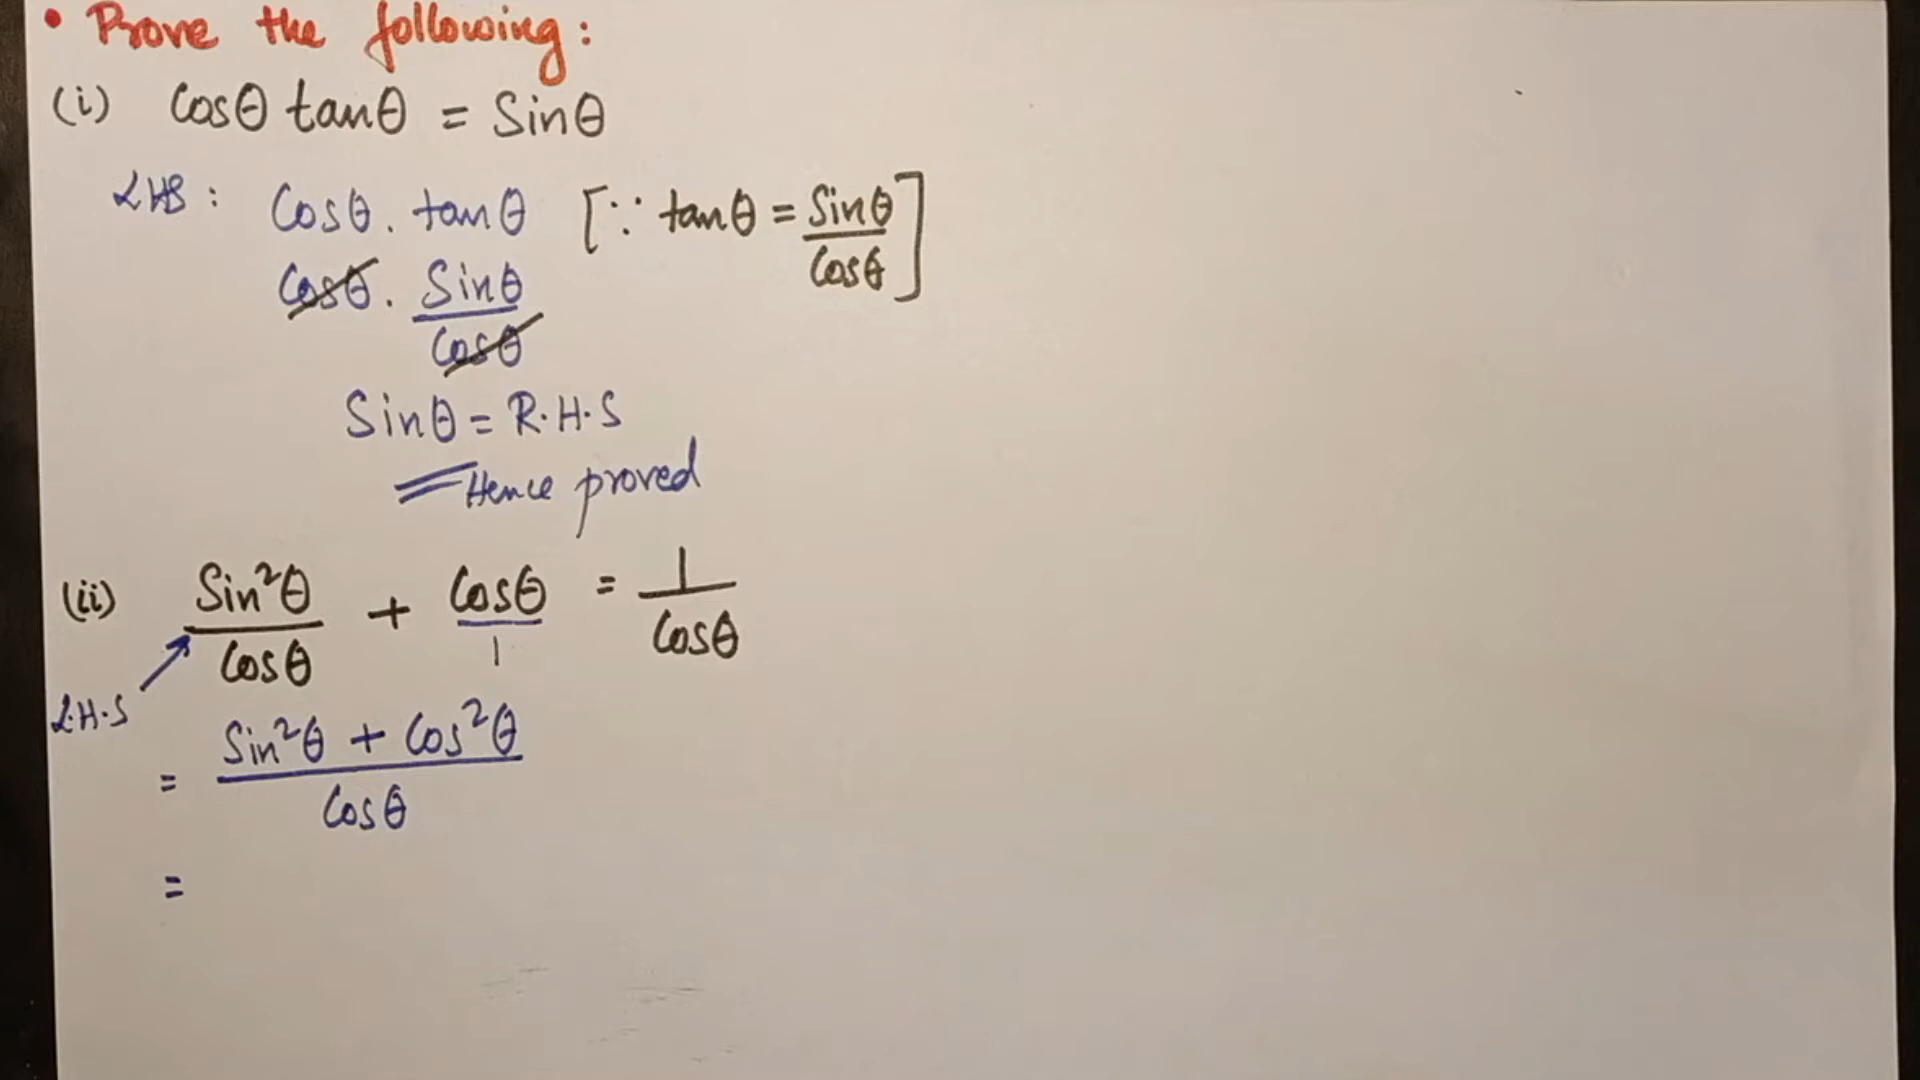 • Prove the following:
(i) Cosθ tanθ = Sinθ
LHS: Cosθ. tanθ [∵ tanθ = Sinθ/Cosθ]
Cosθ. Sinθ/Cosθ
Sinθ = R.H.S
Hence proved
(ii) Sin²θ/Cosθ + Cosθ/1 = 1/Cosθ
L.H.S
= Sin²θ + Cos²θ/Cosθ
=